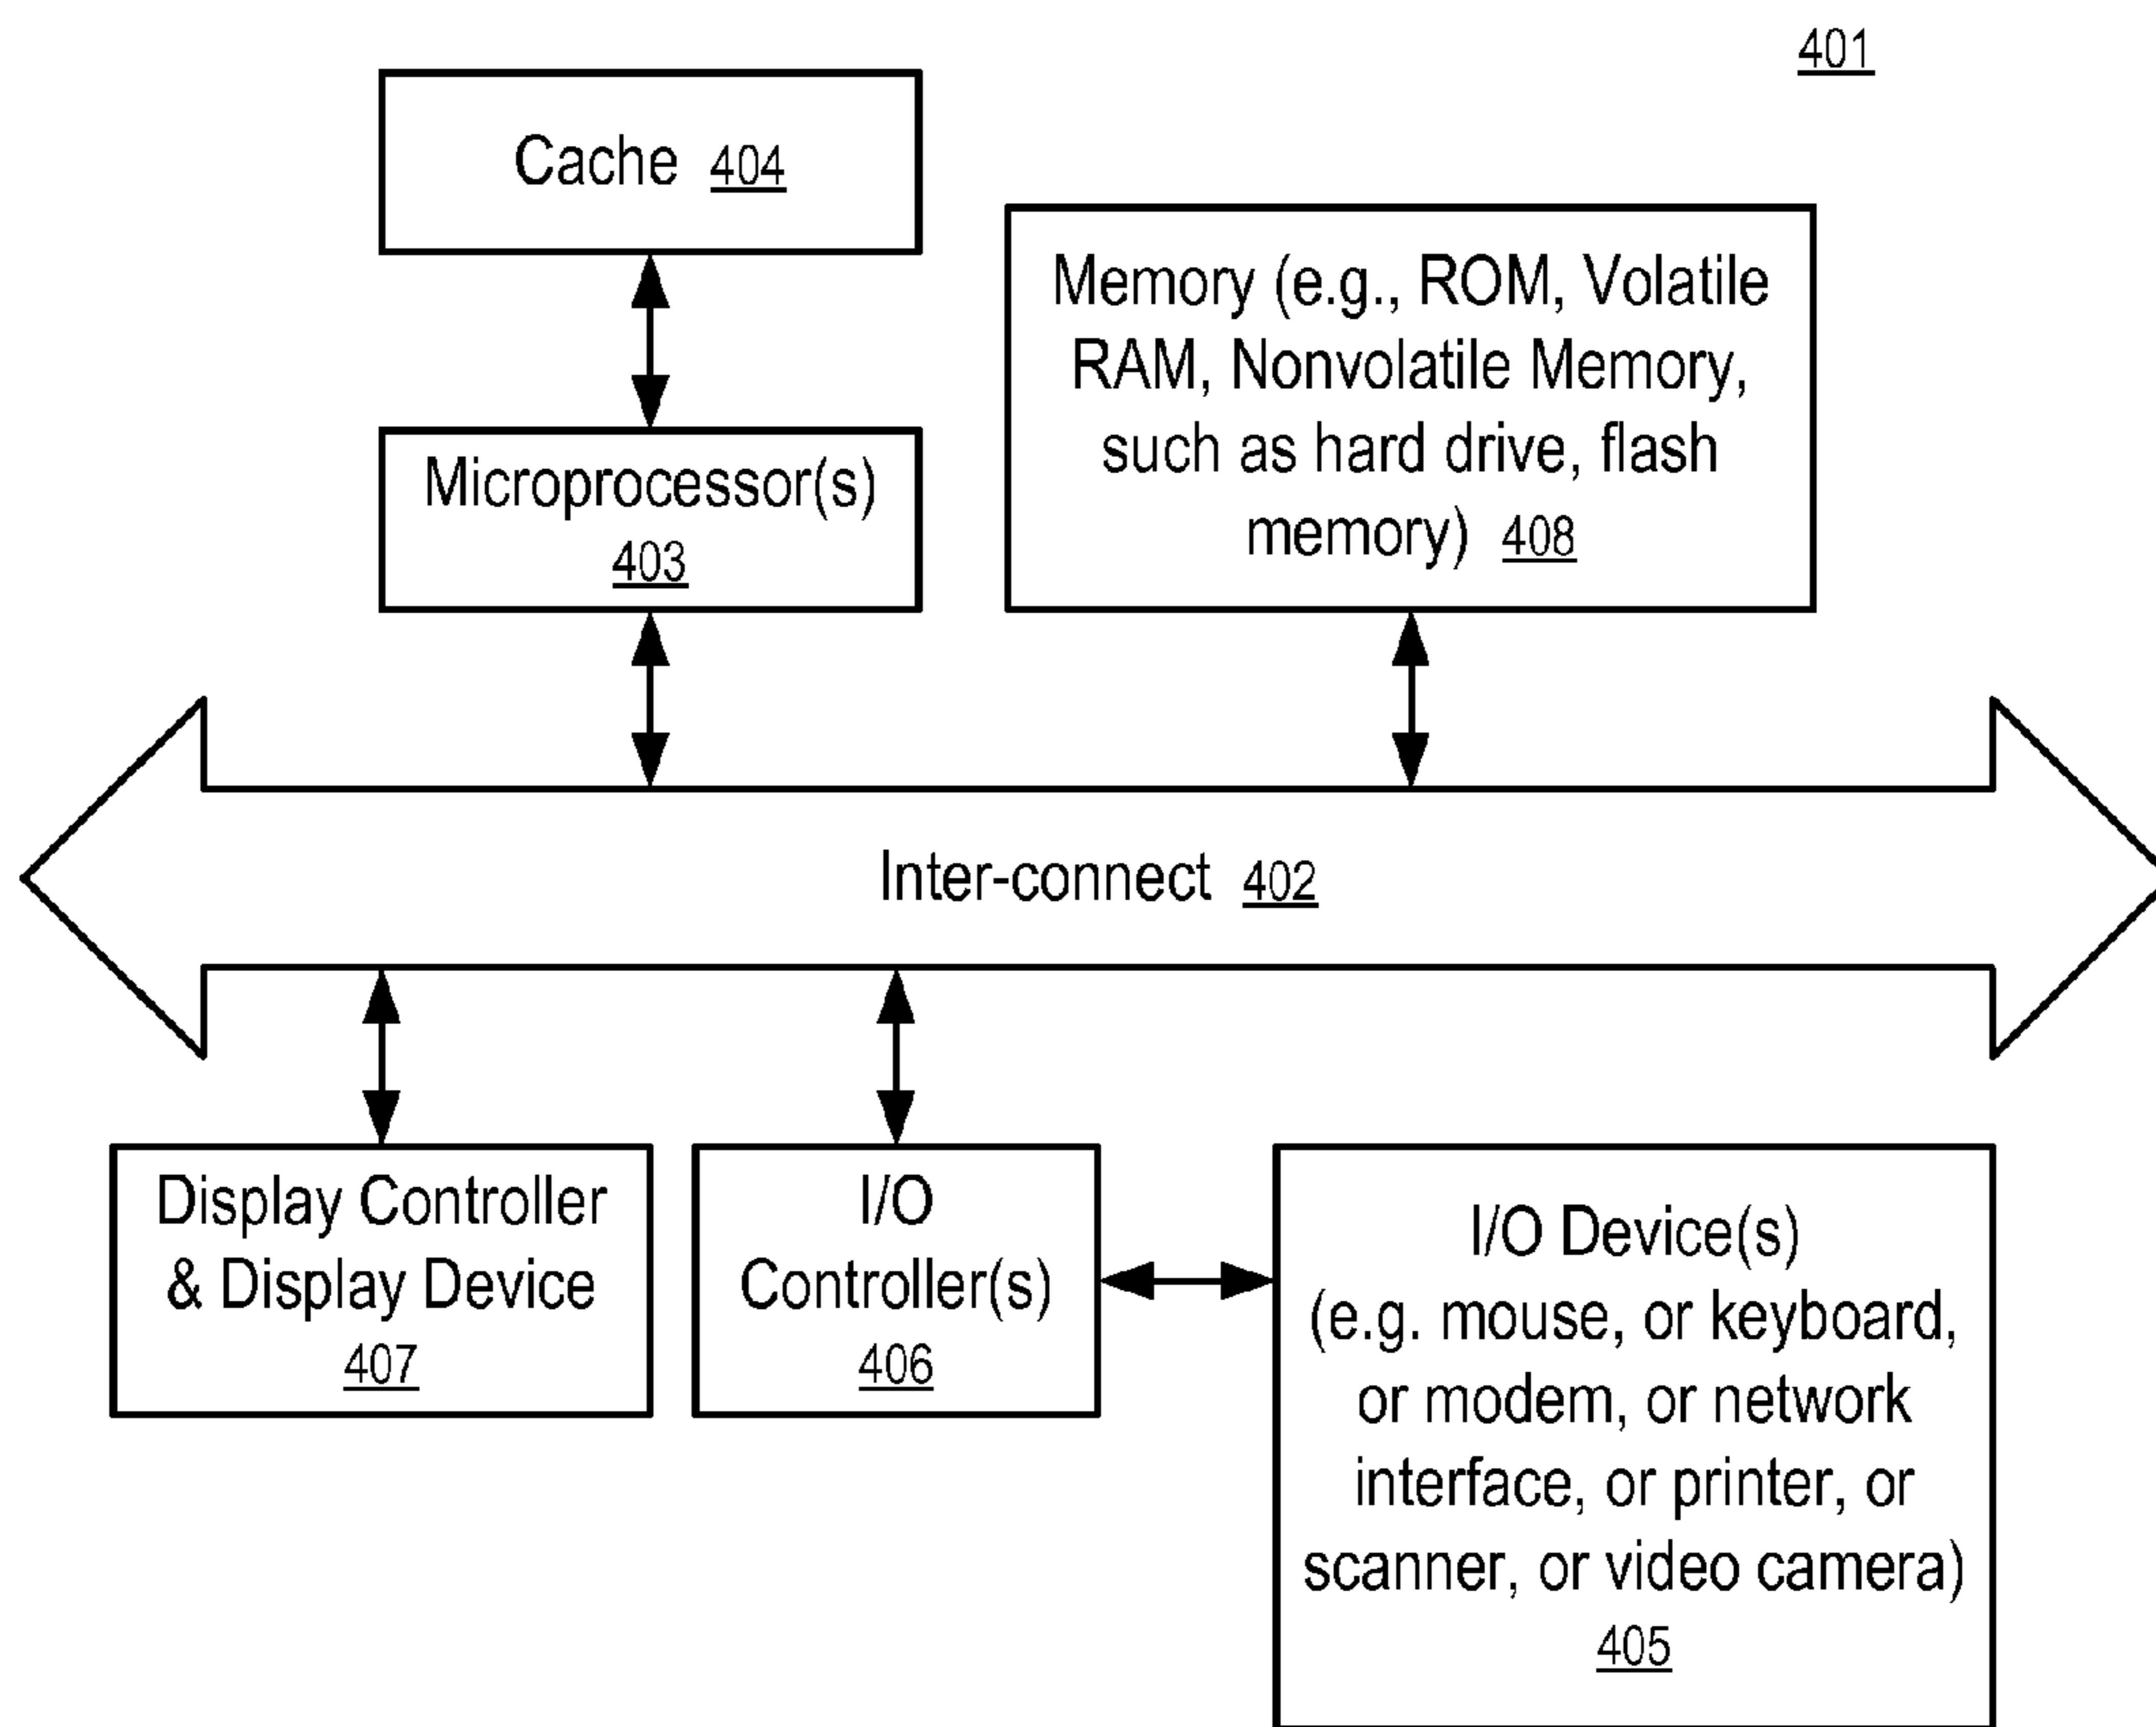 401
Cache 404
Memory (e.g., ROM, Volatile
RAM, Nonvolatile Memory,
such as hard drive, flash
memory) 408
Microprocessor(s)
403
Inter-connect 402
Display Controller
& Display Device
407
I/O
Controller(s)
406
I/O Device(s)
(e.g. mouse, or keyboard,
or modem, or network
interface, or printer, or
scanner, or video camera)
405